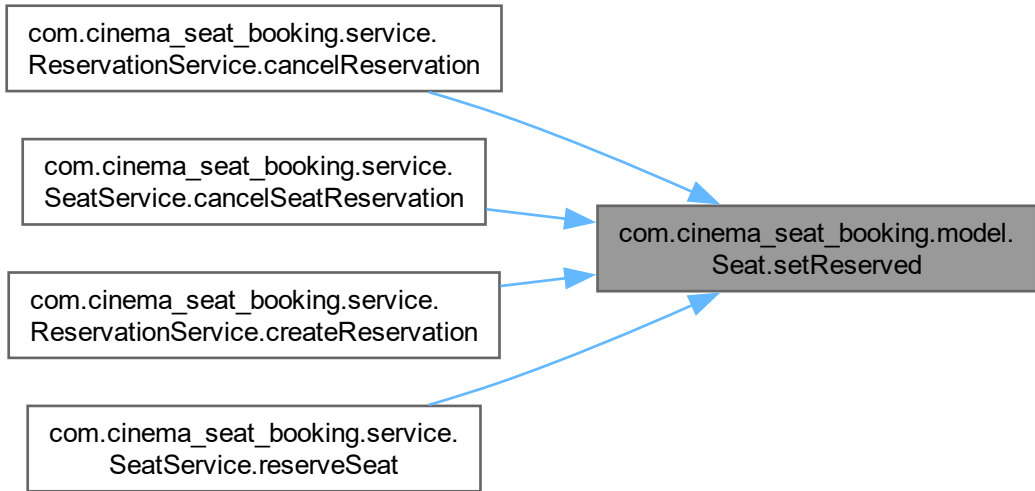 com.cinema_seat_booking.service.
ReservationService.cancelReservation
com.cinema_seat_booking.service.
SeatService.cancelSeatReservation
com.cinema_seat_booking.model.
Seat.setReserved
com.cinema_seat_booking.service.
ReservationService.createReservation
com.cinema_seat_booking.service.
SeatService.reserveSeat